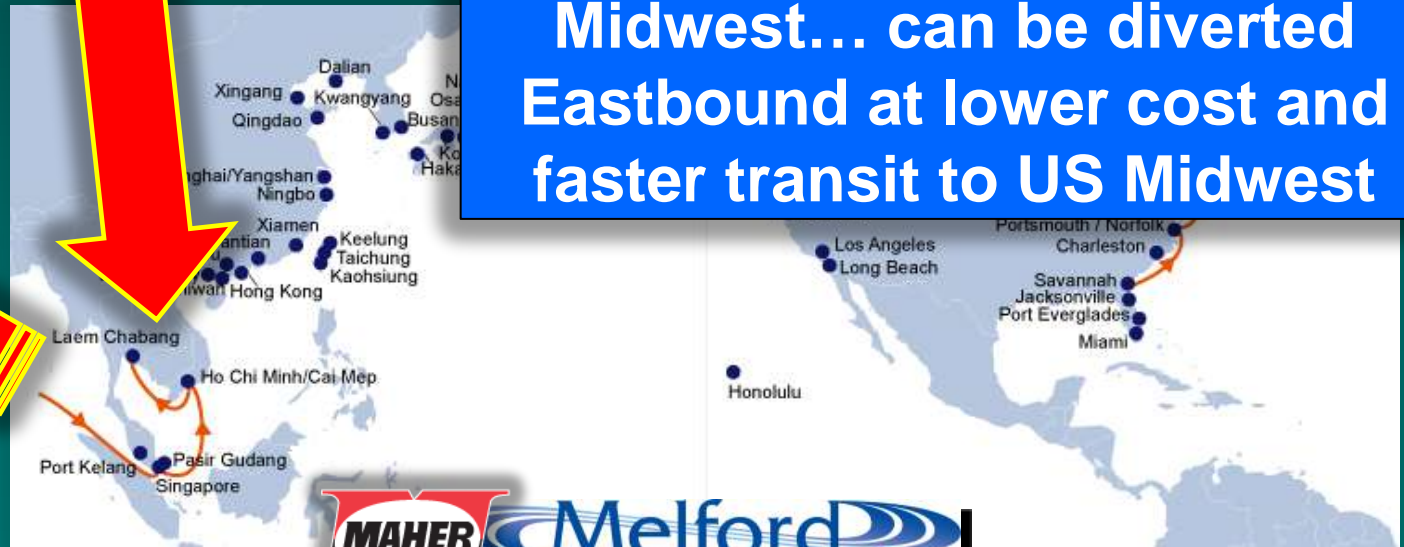 Midwest... can be diverted
Eastbound at lower cost and
faster transit to US Midwest
Dalian
Xingang
Kwangyang
Qingdao
Busan
Ningbo
Xiamen
Keelung
Taichung
Kaohsiung
Hong Kong
Laem Chabang
Ho Chi Minh/Cai Mep
Port Kelang
Pasir Gudang
Singapore
Portsmouth / Norfolk
Los Angeles
Charleston
Long Beach
Savannah
Jacksonville
Port Everglades
Miami
Honolulu
MAHER
Melford